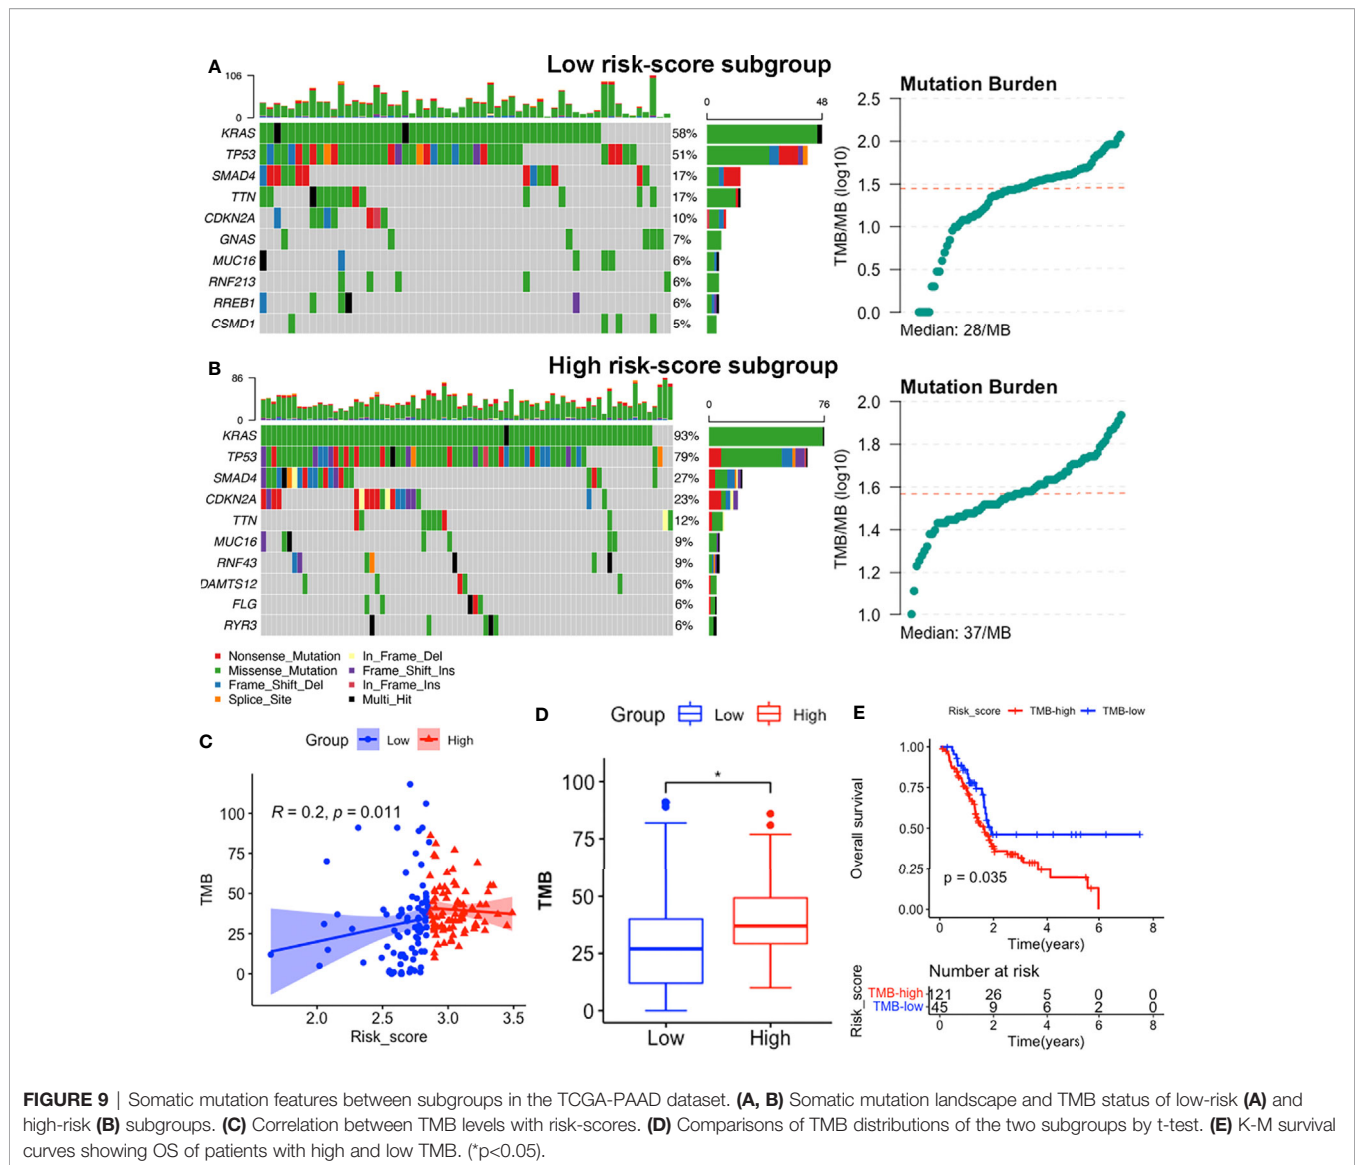 A
Low risk-score subgroup
106
0
KRAS 58%
TP53 51%
SMAD4 17%
TTN 17%
CDKN2A 10%
GNAS 7%
MUC16 6%
RNF213 6%
RREB1 6%
CSMD1 5%
0 48
Mutation Burden
TMB/MB (log10)
2.5
2.0
1.5
1.0
0.5
0.0
Median: 28/MB
B
High risk-score subgroup
86
0
KRAS 93%
TP53 79%
SMAD4 27%
CDKN2A 23%
TTN 12%
MUC16 9%
RNF43 9%
DAMTS12 6%
FLG 6%
RYR3 6%
0 76
Mutation Burden
TMB/MB (log10)
2.0
1.8
1.6
1.4
1.2
1.0
Median: 37/MB
Nonsense_Mutation In_Frame_Del
Missense_Mutation Frame_Shift_Ins
Frame_Shift_Del In_Frame_Ins
Splice_Site Multi_Hit
C
Group Low High
R = 0.2, p = 0.011
TMB
100
75
50
25
0
2.0 2.5 3.0 3.5
Risk_score
D
Group Low High
*
TMB
100
75
50
25
0
Low High
E
Risk_score TMB-high TMB-low
Overall survival
1.00
0.75
0.50
0.25
0.00
p = 0.035
0 2 4 6 8
Time(years)
Number at risk
Risk_score
TMB-high 121 26 5 0 0
TMB-low 45 9 6 2 0
0 2 4 6 8
Time(years)
FIGURE 9 | Somatic mutation features between subgroups in the TCGA-PAAD dataset. (A, B) Somatic mutation landscape and TMB status of low-risk (A) and
high-risk (B) subgroups. (C) Correlation between TMB levels with risk-scores. (D) Comparisons of TMB distributions of the two subgroups by t-test. (E) K-M survival
curves showing OS of patients with high and low TMB. (*p<0.05).